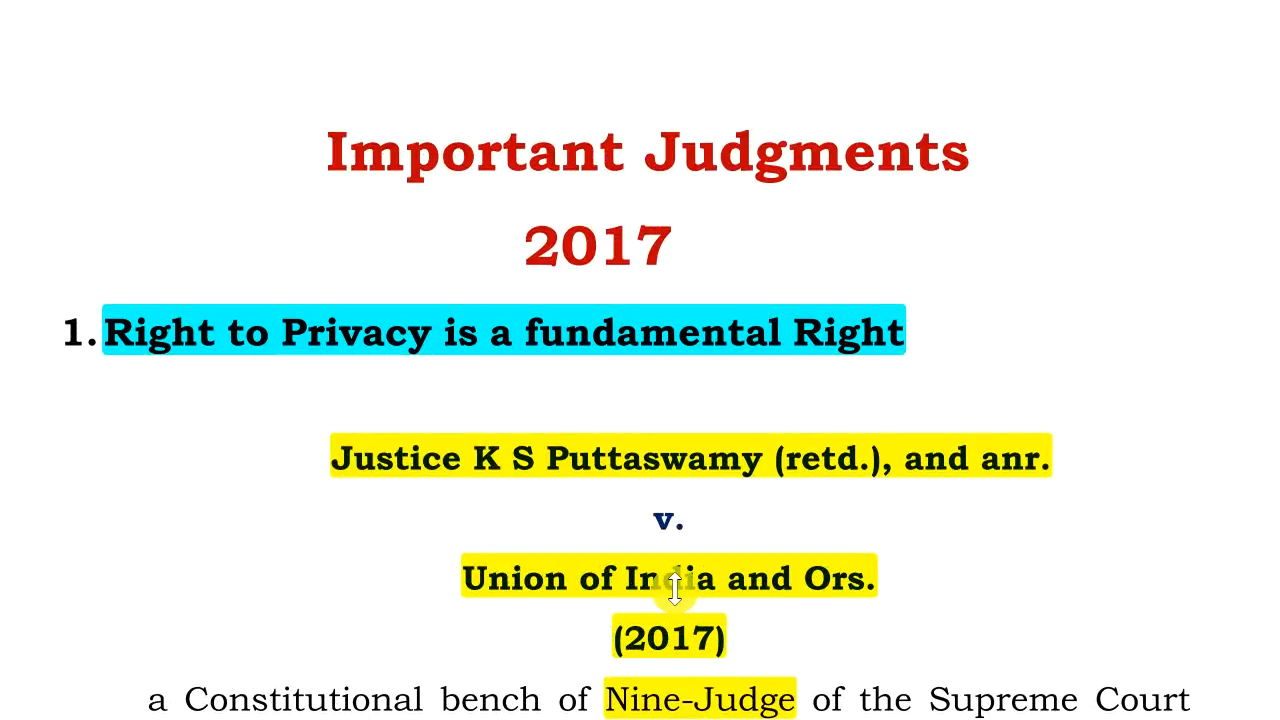 Important Judgments
2017
1. Right to Privacy is a fundamental Right
Justice K S Puttaswamy (retd.), and anr.
v.
Union of India and Ors.
(2017)
a Constitutional bench of Nine-Judge of the Supreme Court